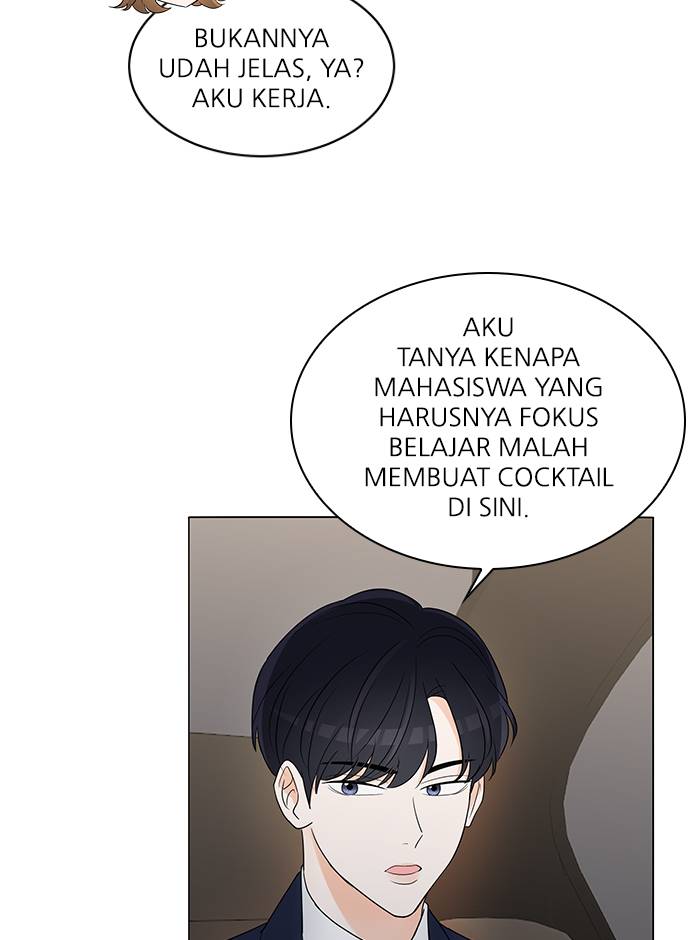 BUKANNYA
UDAH JELAS, YA?
AKU KERJA.
AKU
TANYA KENAPA
MAHASISWA YANG
HARUSNYA FOKUS
BELAJAR MALAH
MEMBUAT COCKTAIL
DI SINI.